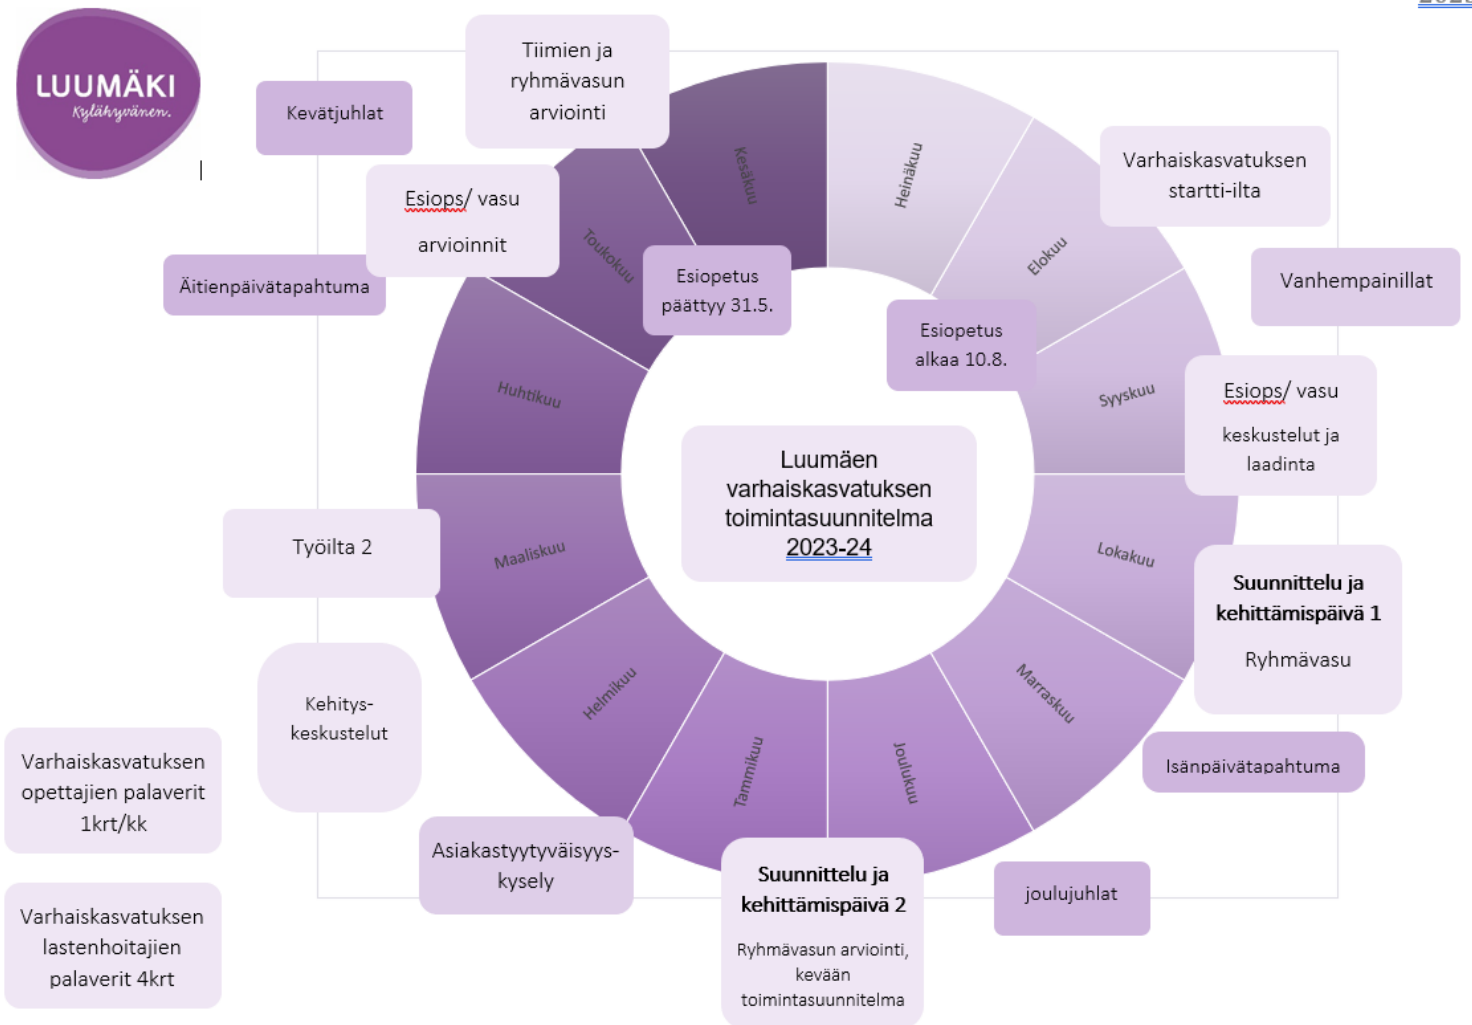 LUUMÄKI
Kylähyvänen.
Kevätjuhlat
Tiimien ja
ryhmävasun
arviointi
Esiops/ vasu
arvioinnit
Äitienpäivätapahtuma
Kesäkuu
Heinäkuu
Toukokuu
Elokuu
Varhaiskasvatuksen
startti-ilta
Esiopetus
päättyy 31.5.
Esiopetus
alkaa 10.8.
Vanhempainillat
Huhtikuu
Syyskuu
Esiops/ vasu
keskustelut ja
laadinta
Luumäen
varhaiskasvatuksen
toimintasuunnitelma
2023-24
Työilta 2
Maaliskuu
Lokakuu
Suunnittelu ja
kehittämispäivä 1
Ryhmävasu
Kehitys-
keskustelut
Helmikuu
Marraskuu
Tammikuu
Joulukuu
Isänpäivätapahtuma
Varhaiskasvatuksen
opettajien palaverit
1krt/kk
Asiakastyytyväisyys-
kysely
Suunnittelu ja
kehittämispäivä 2
Ryhmävasun arviointi,
kevään
toimintasuunnitelma
joulujuhlat
Varhaiskasvatuksen
lastenhoitajien
palaverit 4krt